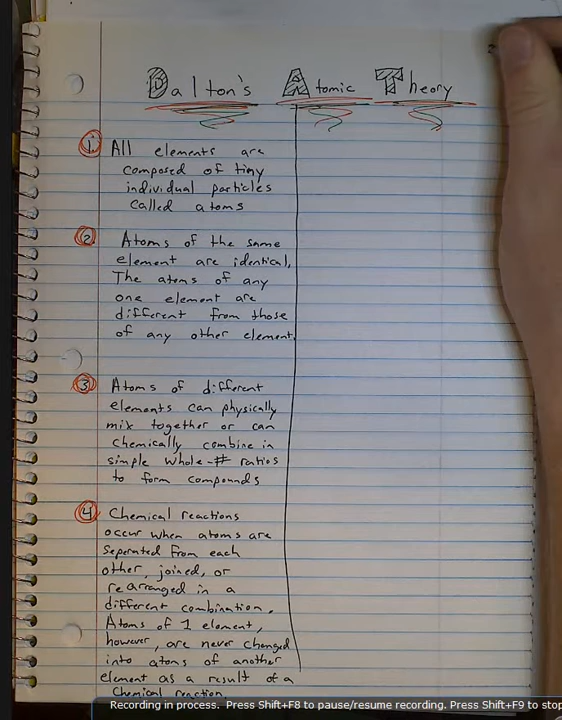 Dalton's Atomic Theory
1. All elements are
composed of tiny
individual particles
called atoms
2. Atoms of the same
element are identical.
The atoms of any
one element are
different from those
of any other element.
3 Atoms of different
elements can physically
mix together or can
chemically combine in
simple whole-# ratios
to form compounds
4 Chemical reactions
occur when atoms are
seperated from each
other, joined, or
rearranged in a
different combination.
Atoms of 1 element,
however, are never changed
into atoms of another
element as a result of a
Chemical reaction.
Recording in process. Press Shift+F8 to pause/resume recording. Press Shift+F9 to stop